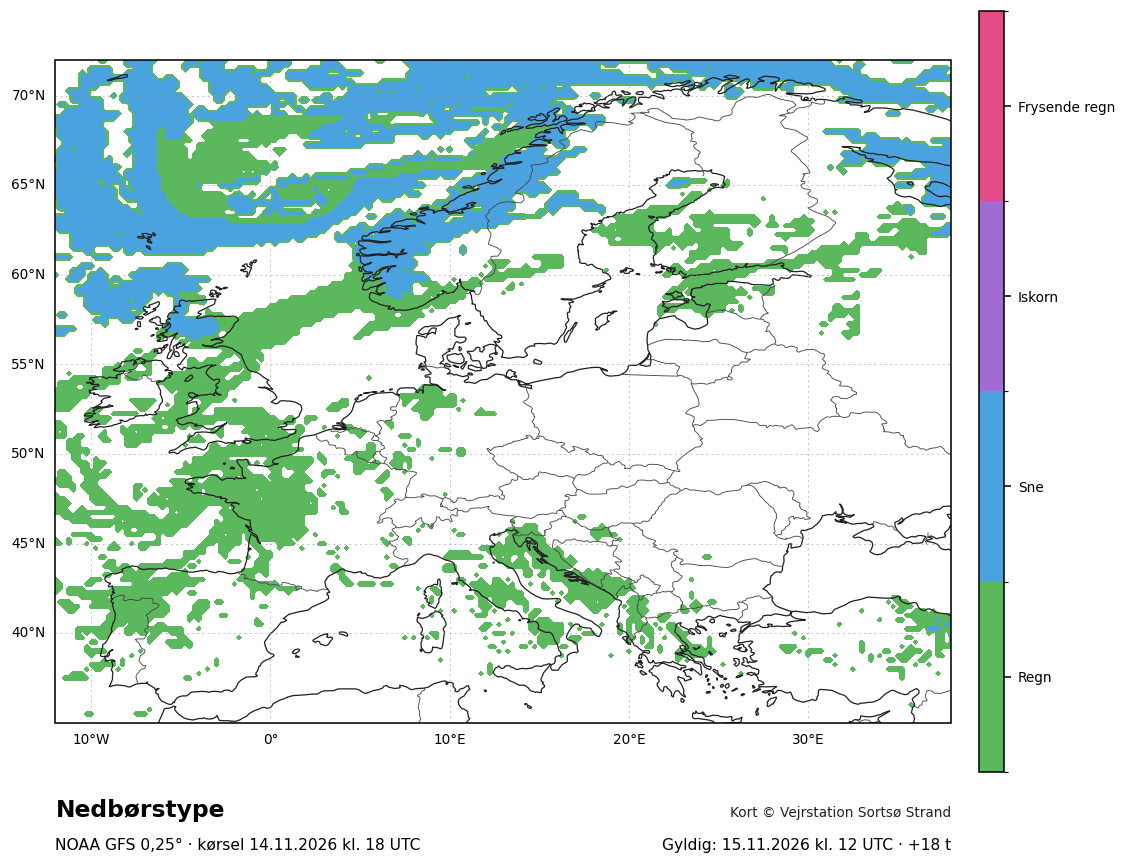 70°N
65°N
60°N
55°N
50°N
45°N
40°N
10°W
0°
10°E
20°E
30°E
Frysende regn
Iskorn
Sne
Regn
Nedbørstype
Kort © Vejrstation Sortsø Strand
NOAA GFS 0,25° · kørsel 14.11.2026 kl. 18 UTC
Gyldig: 15.11.2026 kl. 12 UTC · +18 t